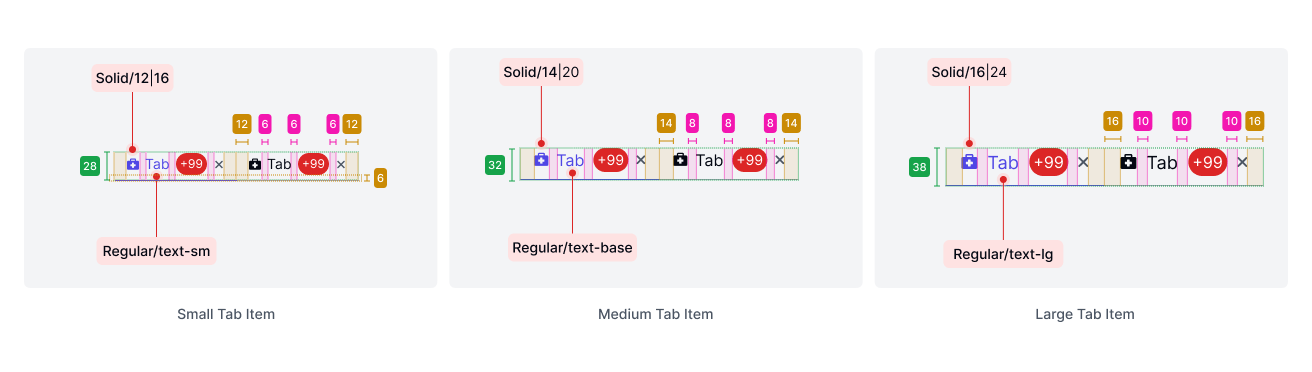 Solid/12|16
12 6 6 6 12
28 Tab +99 × Tab +99 ×
6
Regular/text-sm
Small Tab Item
Solid/14|20
14 8 8 8 14
32 Tab +99 × Tab +99 ×
Regular/text-base
Medium Tab Item
Solid/16|24
16 10 10 10 16
38 Tab +99 × Tab +99 ×
Regular/text-lg
Large Tab Item